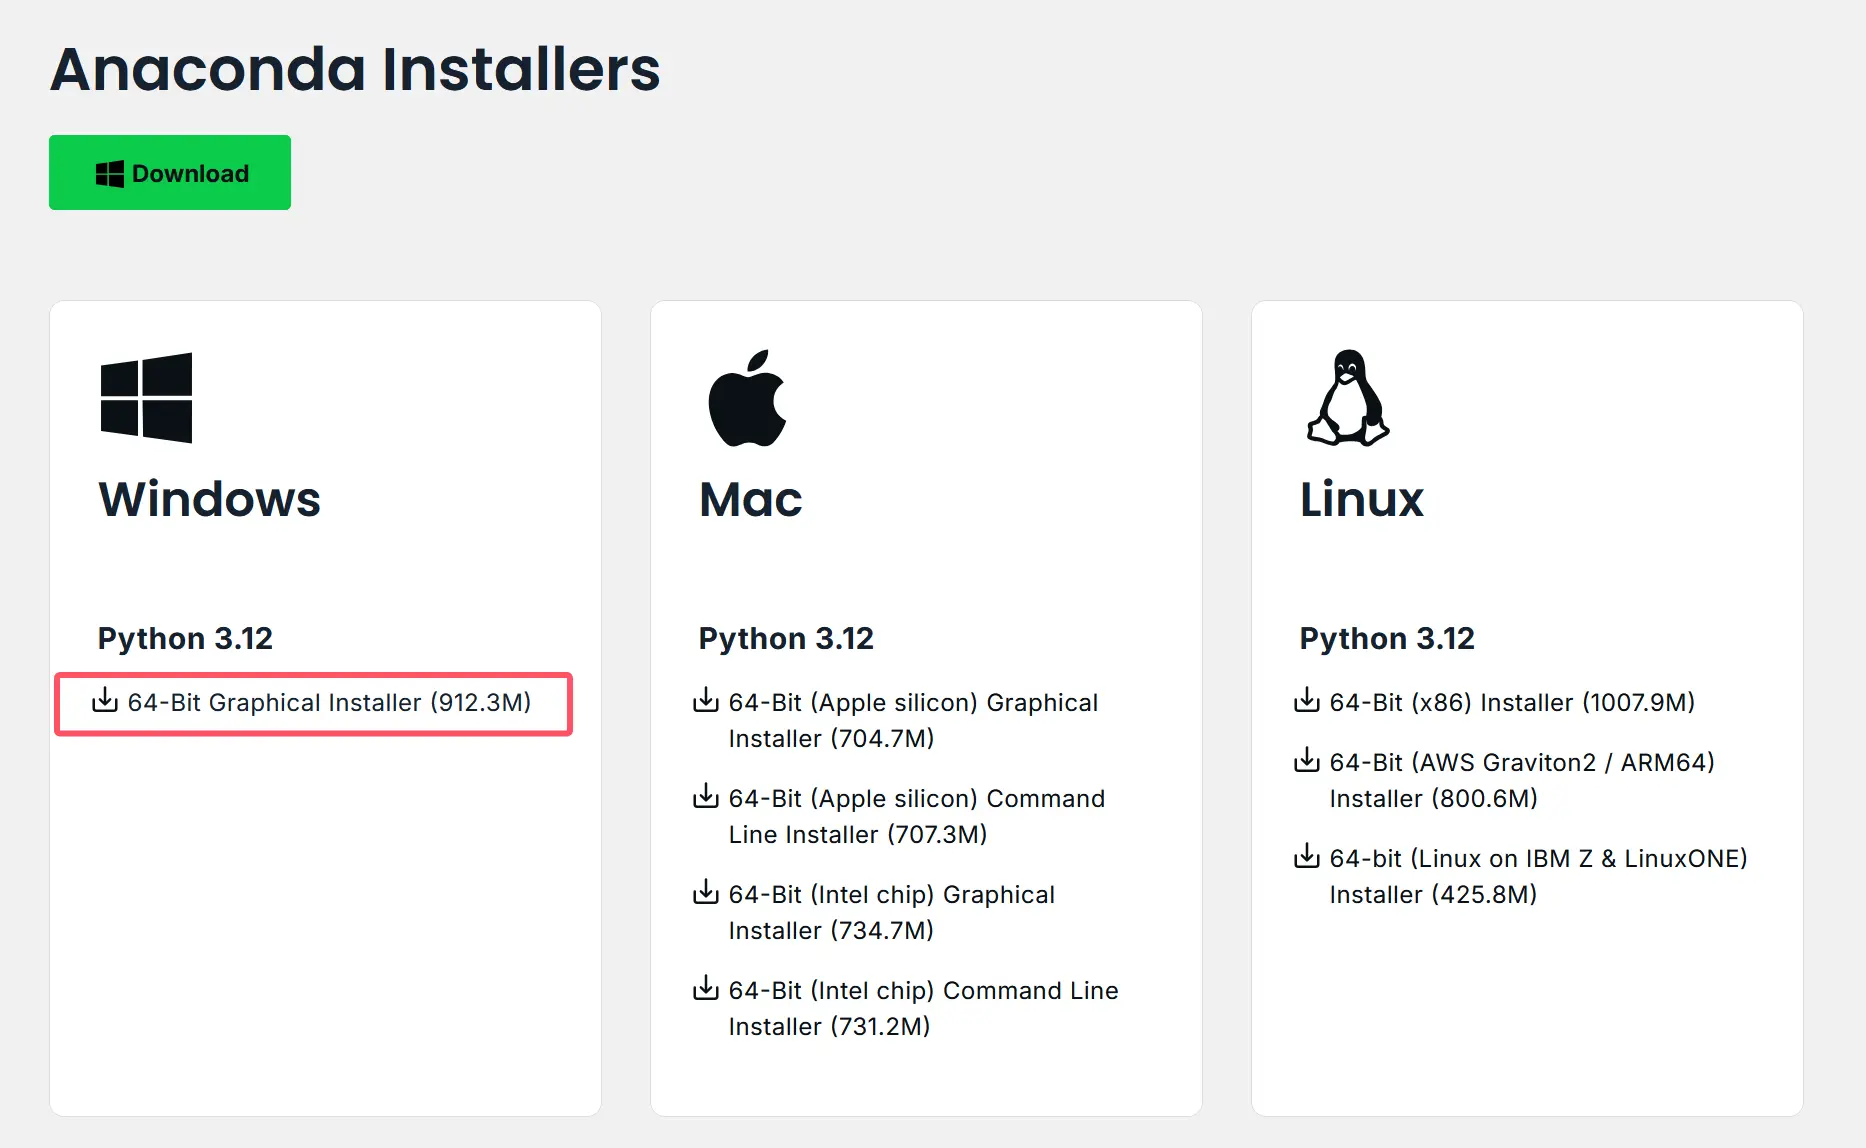 Anaconda Installers
Download
Windows
Python 3.12
64-Bit Graphical Installer (912.3M)
Mac
Python 3.12
64-Bit (Apple silicon) Graphical
Installer (704.7M)
64-Bit (Apple silicon) Command
Line Installer (707.3M)
64-Bit (Intel chip) Graphical
Installer (734.7M)
64-Bit (Intel chip) Command Line
Installer (731.2M)
Linux
Python 3.12
64-Bit (x86) Installer (1007.9M)
64-Bit (AWS Graviton2 / ARM64)
Installer (800.6M)
64-bit (Linux on IBM Z & LinuxONE)
Installer (425.8M)